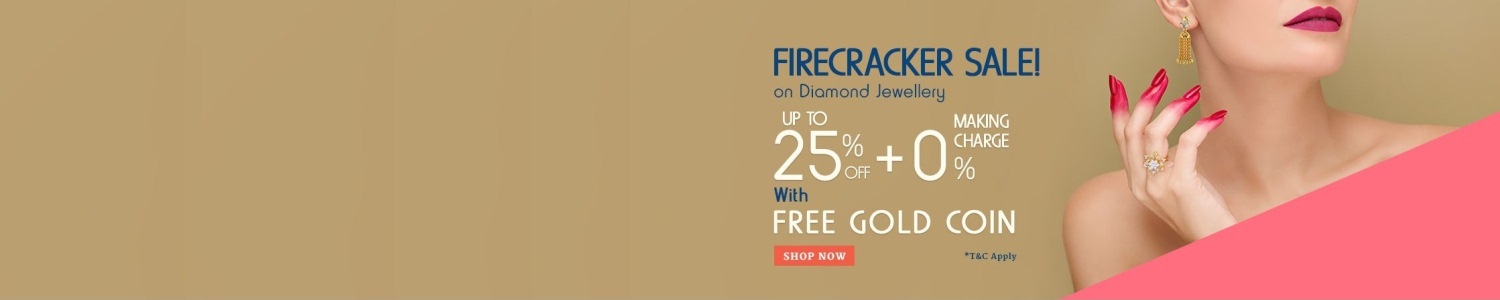 FIRECRACKER SALE!
on Diamond Jewellery
UP TO
25% OFF + 0% MAKING CHARGE
With
FREE GOLD COIN
SHOP NOW
*T&C Apply